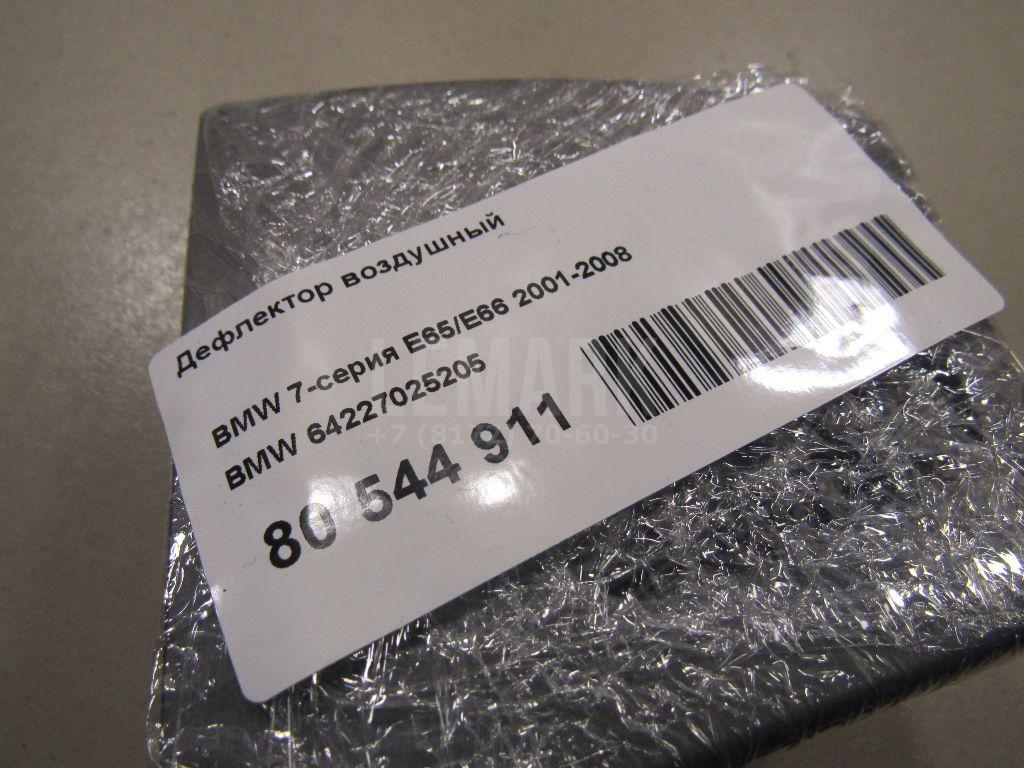 Дефлектор воздушный
BMW 7-серия E65/E66 2001-2008
BMW 64227025205
80 544 911